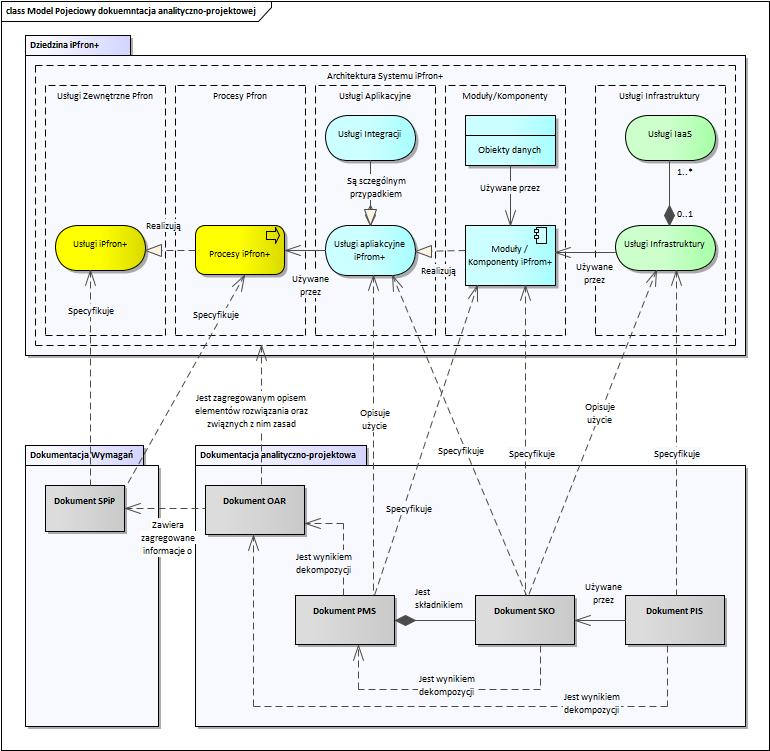 class Model Pojeciowy dokuemntacja analityczno-projektowej
Dziedzina iPfron+
Architektura Systemu iPfron+
Usługi Zewnętrzne Pfron
Procesy Pfron
Usługi Aplikacyjne
Moduły/Komponenty
Usługi Infrastruktury
Usługi Integracji
Obiekty danych
Usługi IaaS
1..*
Są sczególnym
przypadkiem
Używane przez
0..1
Realizują
Usługi iPfron+
Procesy iPfron+
Usługi apliakcyjne
iPfrom+
Moduły /
Komponenty iPfrom+
Usługi Infrastruktury
Używane
przez
Realizują
Używane
przez
Specyfikuje
Specyfikuje
Jest zagregowanym opisem
elementów rozwiązania oraz
związnych z nim zasad
Opisuje
użycie
Opisuje
użycie
Specyfikuje
Specyfikuje
Specyfikuje
Dokumentacja Wymagań
Dokumentacja analityczno-projektowa
Dokument SPiP
Dokument OAR
Specyfikuje
Zawiera
zagregowane
informacje o
Jest wynikiem
dekompozycji
Jest
składnikiem
Używane
przez
Dokument PMS
Dokument SKO
Dokument PIS
Jest wynikiem
dekompozycji
Jest wynikiem
dekompozycji